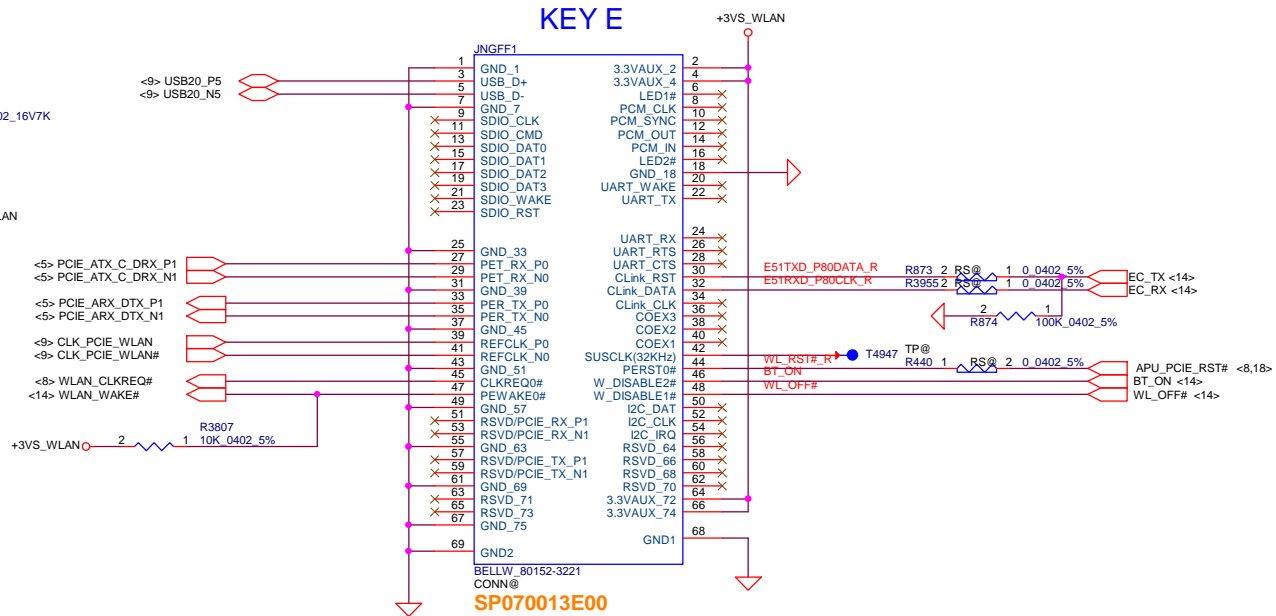 KEY E
+3VS_WLAN
JNGFF1
<9> USB20_P5
<9> USB20_N5
02_16V7K
LAN
1 GND_1
3 USB_D+
5 USB_D-
7 GND_7
9 SDIO_CLK
11 SDIO_CMD
13 SDIO_DAT0
15 SDIO_DAT1
17 SDIO_DAT2
19 SDIO_DAT3
21 SDIO_WAKE
23 SDIO_RST
25 GND_33
27 PET_RX_P0
29 PET_RX_N0
31 GND_39
33 PER_TX_P0
35 PER_TX_N0
37 GND_45
39 REFCLK_P0
41 REFCLK_N0
43 GND_51
45 CLKREQ0#
47 PEWAKE0#
49 GND_57
51 RSVD/PCIE_RX_P1
53 RSVD/PCIE_RX_N1
55 GND_63
57 RSVD/PCIE_TX_P1
59 RSVD/PCIE_TX_N1
61 GND_69
63 RSVD_71
65 RSVD_73
67 GND_75
69 GND2
<5> PCIE_ATX_C_DRX_P1
<5> PCIE_ATX_C_DRX_N1
<5> PCIE_ARX_DTX_P1
<5> PCIE_ARX_DTX_N1
<9> CLK_PCIE_WLAN
<9> CLK_PCIE_WLAN#
<8> WLAN_CLKREQ#
<14> WLAN_WAKE#
+3VS_WLAN 2 1 R3807
10K_0402_5%
3.3VAUX_2 2
3.3VAUX_4 4
LED1# 6
PCM_CLK 8
PCM_SYNC 10
PCM_OUT 12
PCM_IN 14
LED2# 16
GND_18 18
UART_WAKE 20
UART_TX 22
UART_RX 24
UART_RTS 26
UART_CTS 28
CLink_RST 30
CLink_DATA 32
CLink_CLK 34
COEX3 36
COEX2 38
COEX1 40
SUSCLK(32KHz) 42
PERST0# 44
W_DISABLE2# 46
W_DISABLE1# 48
I2C_DAT 50
I2C_CLK 52
I2C_IRQ 54
RSVD_64 56
RSVD_66 58
RSVD_68 60
RSVD_70 62
3.3VAUX_72 64
3.3VAUX_74 66
GND1 68
E51TXD_P80DATA_R R873 2 RS@ 1 0_0402_5% EC_TX <14>
E51RXD_P80CLK_R R3955 2 RS@ 1 0_0402_5% EC_RX <14>
2 1
R874 100K_0402_5%
T4947 TP@
WL_RST#_R R440 1 RS@ 2 0_0402_5% APU_PCIE_RST# <8,18>
BT_ON BT_ON <14>
WL_OFF# WL_OFF# <14>
BELLW_80152-3221
CONN@
SP070013E00